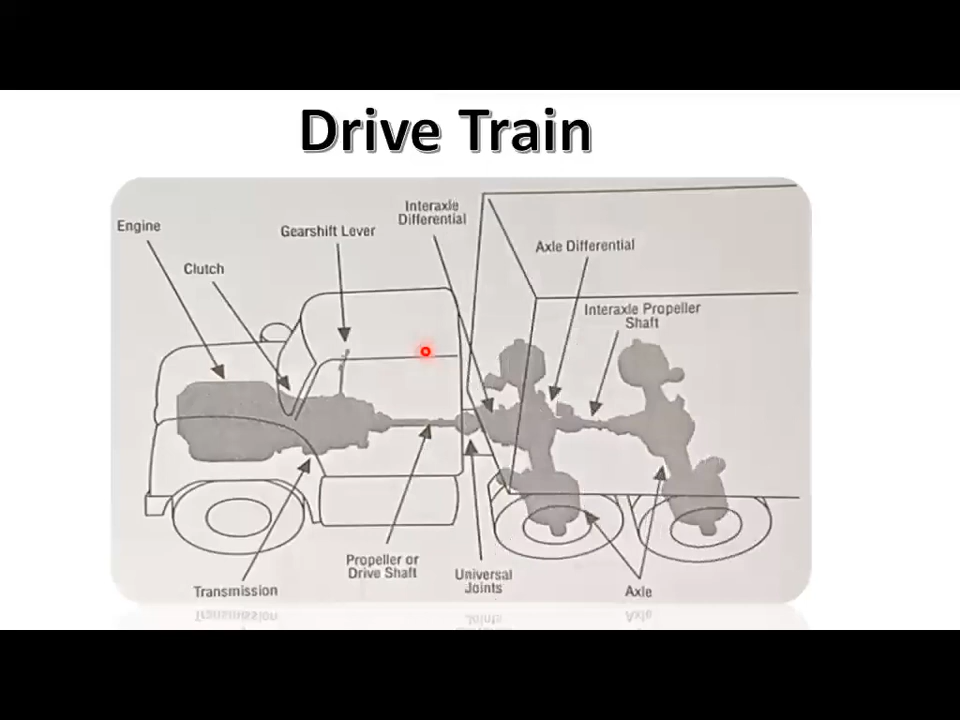 Drive Train
Interaxle
Differential
Engine
Gearshift Lever
Axle Differential
Clutch
Interaxle Propeller
Shaft
Propeller or
Drive Shaft
Universal
Joints
Transmission
Axle